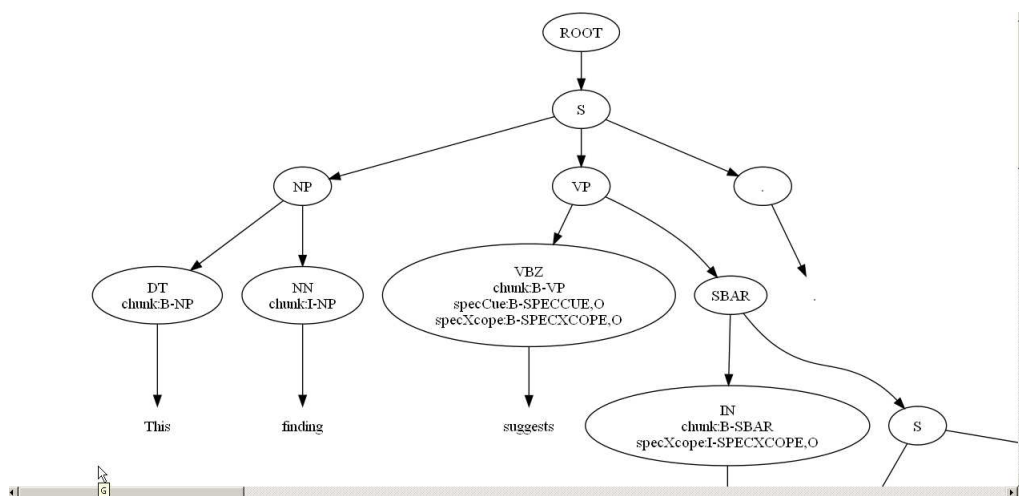 ROOT
S
NP
VP
.
DT
chunk:B-NP
NN
chunk:I-NP
VBZ
chunk:B-VP
specCue:B-SPECCUE,O
specXcope:B-SPECXCOPE,O
SBAR
.
This
finding
suggests
IN
chunk:B-SBAR
specXcope:I-SPECXCOPE,O
S
G